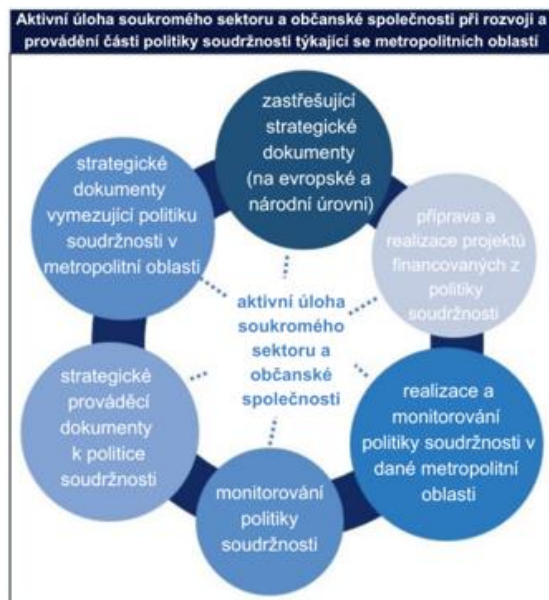 Aktivní úloha soukromého sektoru a občanské společnosti při rozvoji a
provádění části politiky soudržnosti týkající se metropolitních oblastí
zastřešující
strategické
dokumenty
(na evropské a
národní úrovni)
příprava a
realizace projektů
financovaných z
politiky
soudržnosti
realizace a
monitorování
politiky soudržnosti v
dané metropolitní
oblasti
monitorování
politiky
soudržnosti
strategické
prováděcí
dokumenty
k politice
soudržnosti
strategické
dokumenty
vymezující politiku
soudržnosti v
metropolitní oblasti
aktivní úloha
soukromého
sektoru a
občanské
společnosti